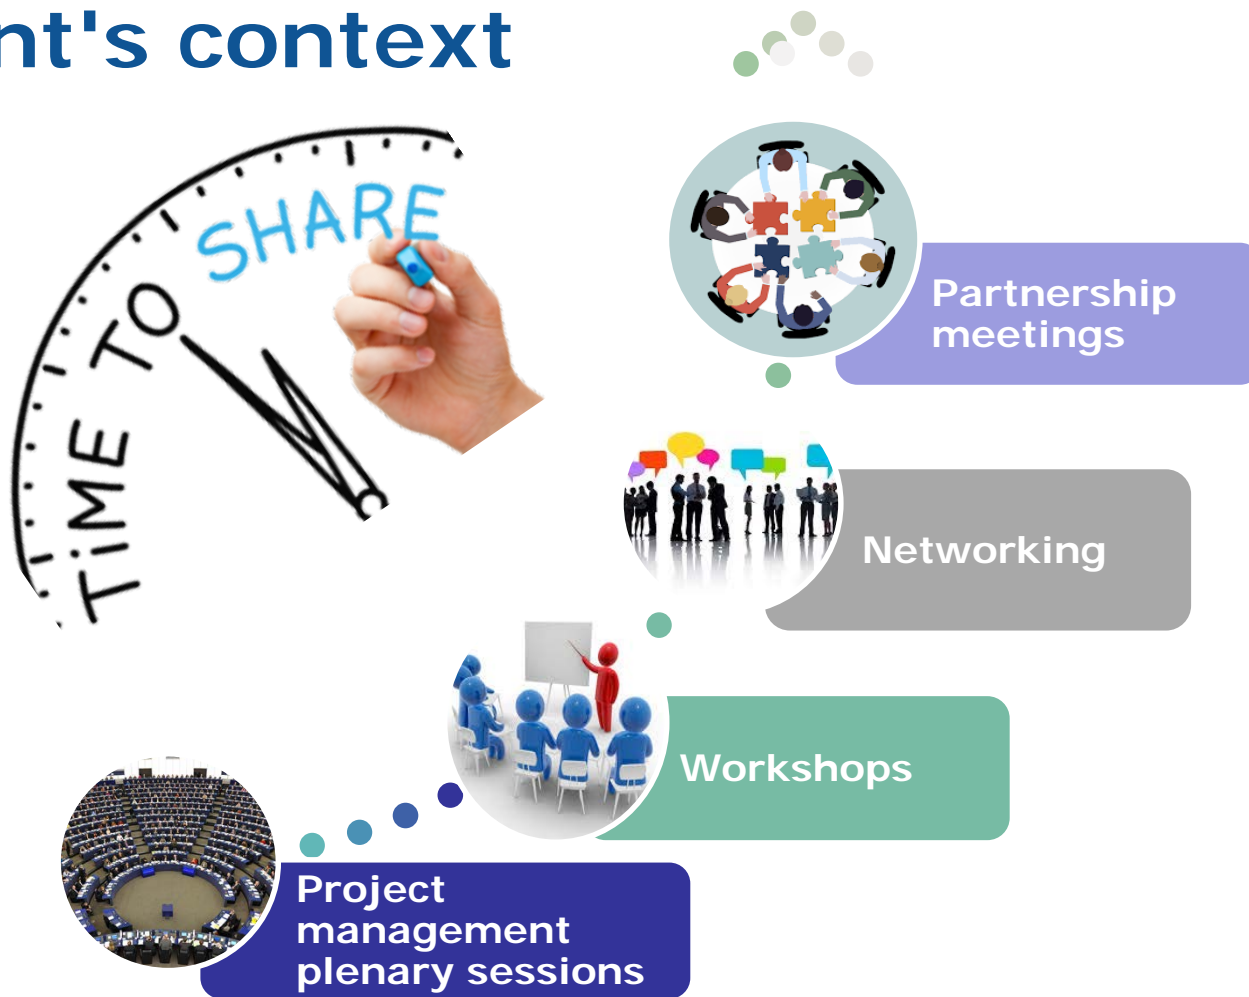 nt's context
TiME TO SHARE
Partnership
meetings
Networking
Workshops
Project
management
plenary sessions